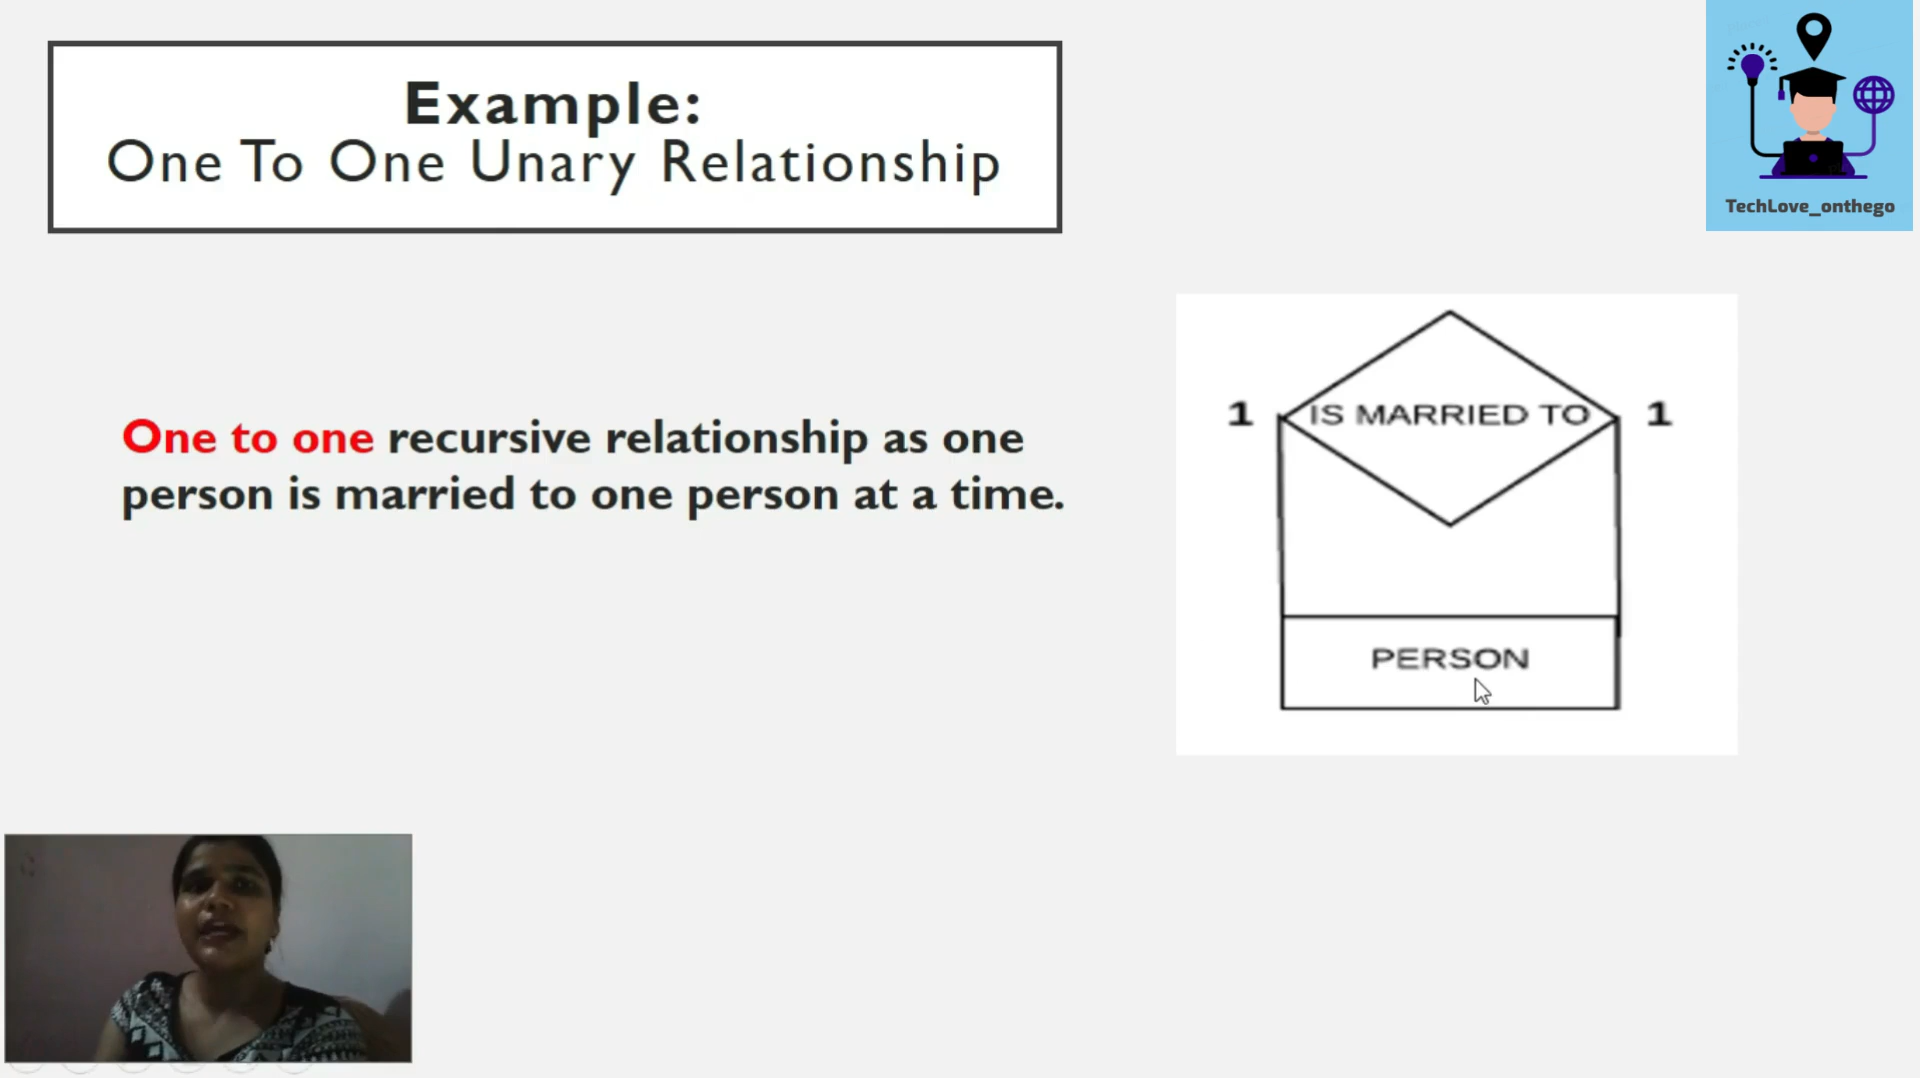 Example:
One To One Unary Relationship
TechLove_onthego
One to one recursive relationship as one
person is married to one person at a time.
1 IS MARRIED TO 1
PERSON